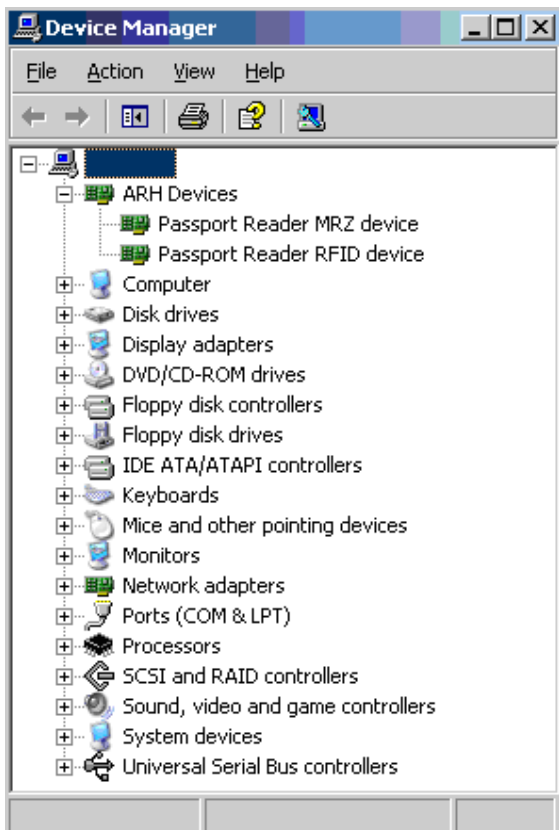 Device Manager
File Action View Help
ARH Devices
Passport Reader MRZ device
Passport Reader RFID device
Computer
Disk drives
Display adapters
DVD/CD-ROM drives
Floppy disk controllers
Floppy disk drives
IDE ATA/ATAPI controllers
Keyboards
Mice and other pointing devices
Monitors
Network adapters
Ports (COM & LPT)
Processors
SCSI and RAID controllers
Sound, video and game controllers
System devices
Universal Serial Bus controllers